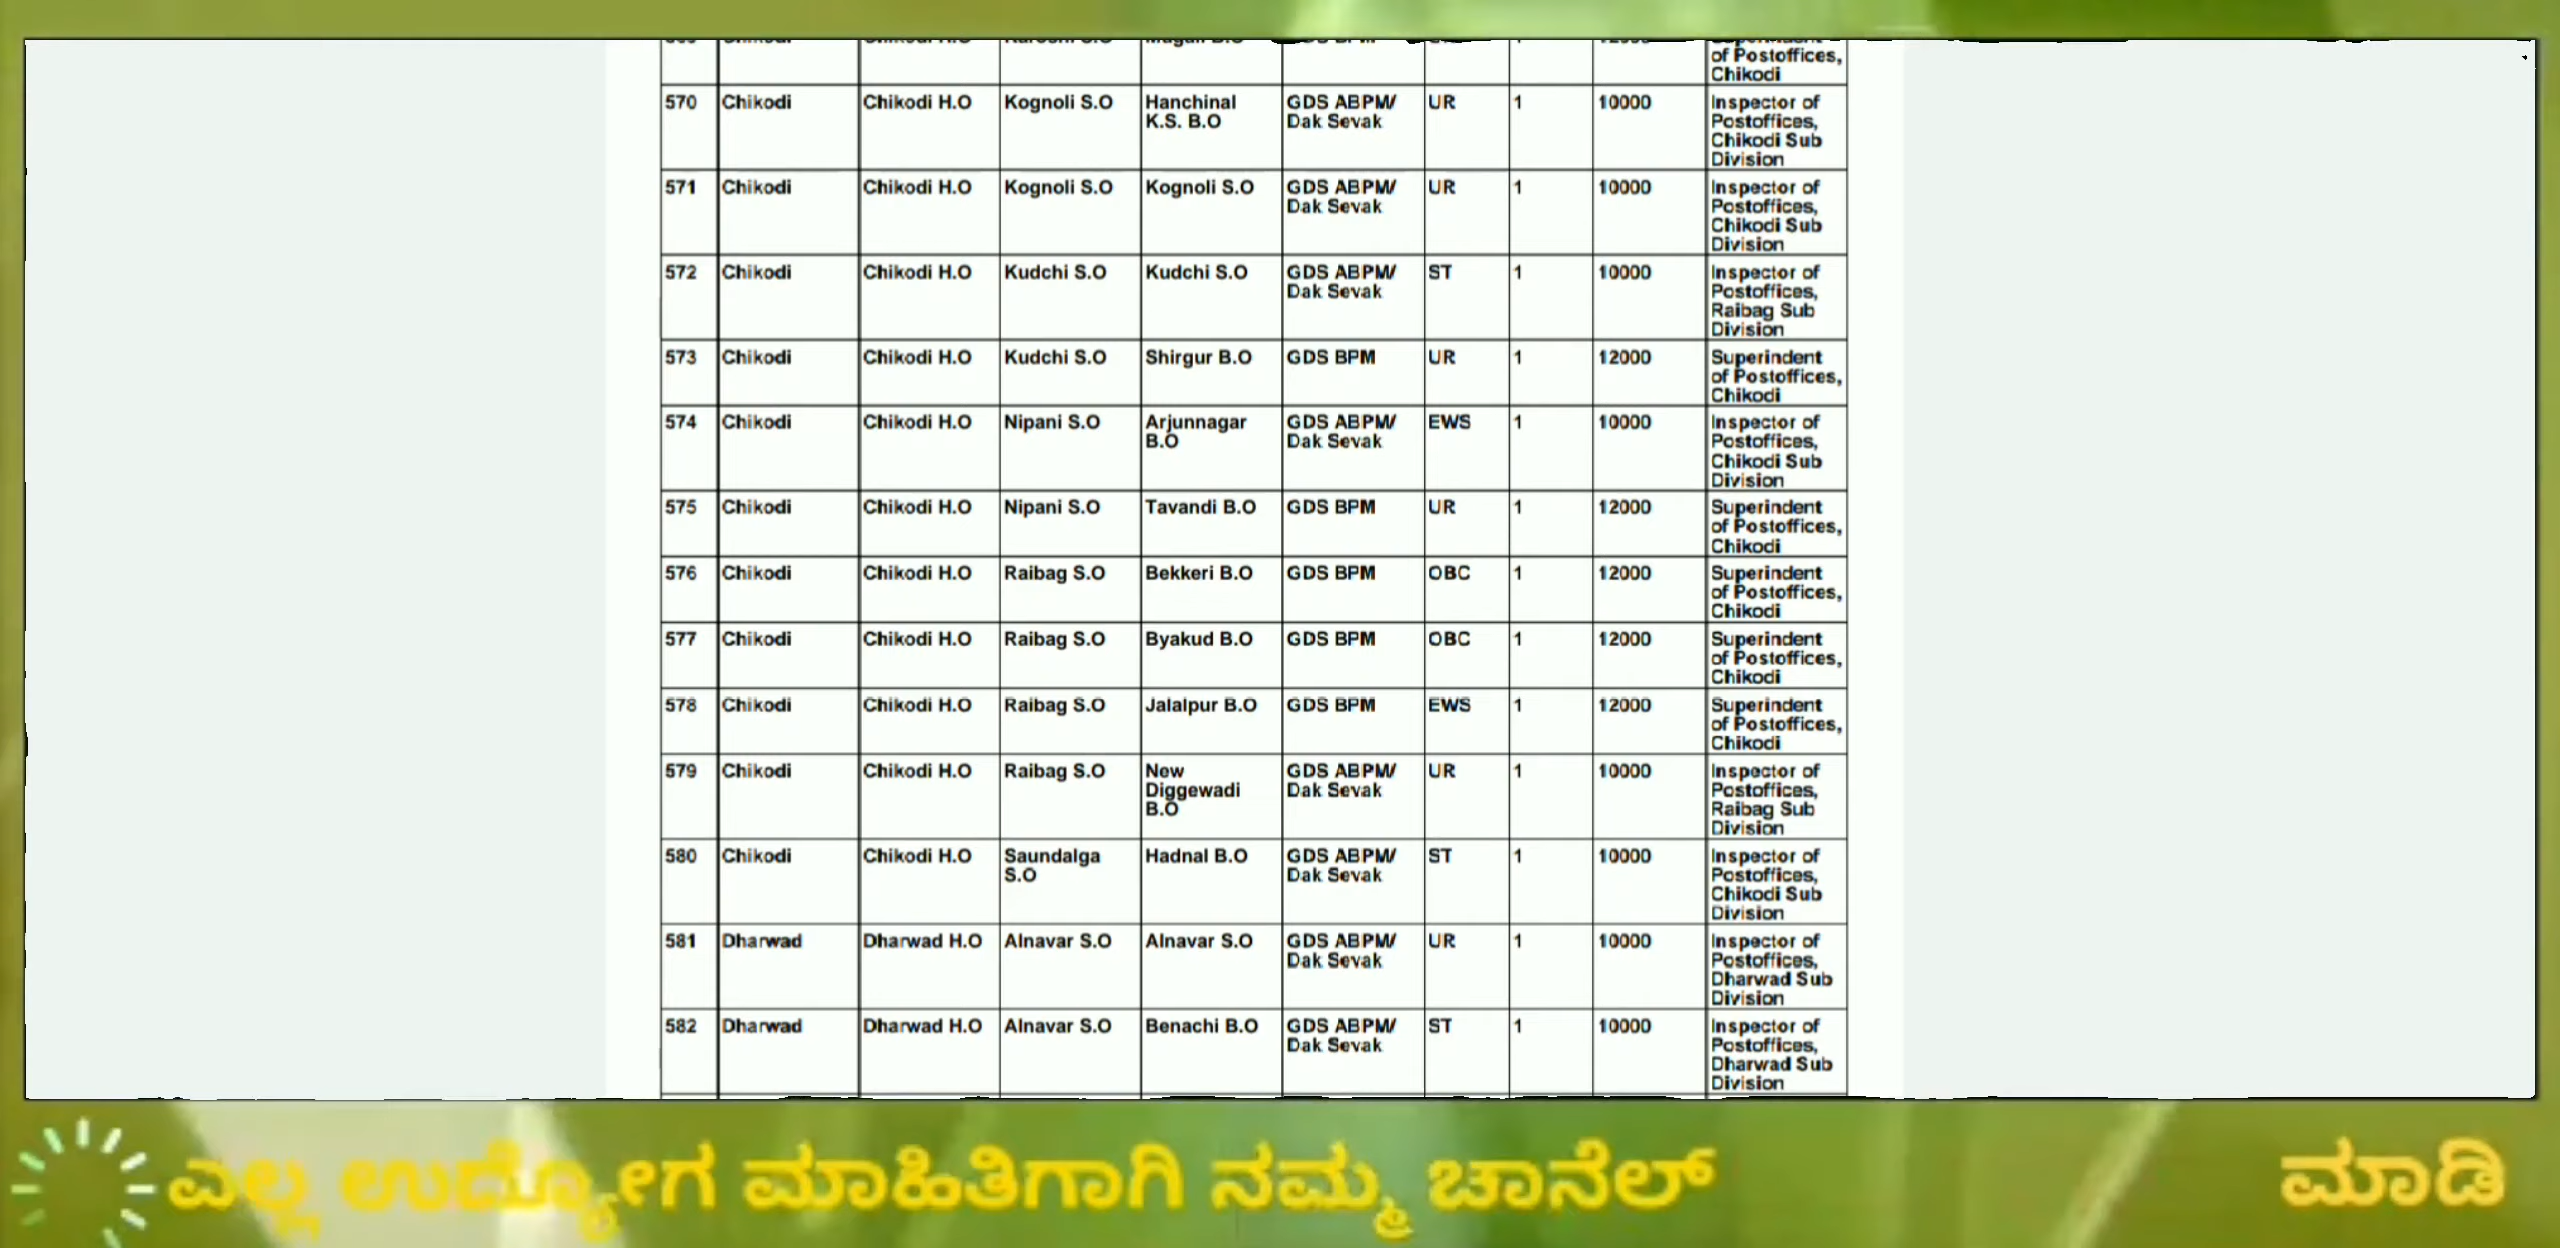 of Postoffices,
Chikodi
570 Chikodi Chikodi H.O Kognoli S.O Hanchinal K.S. B.O GDS ABPM/ Dak Sevak UR 1 10000 Inspector of Postoffices, Chikodi Sub Division
571 Chikodi Chikodi H.O Kognoli S.O Kognoli S.O GDS ABPM/ Dak Sevak UR 1 10000 Inspector of Postoffices, Chikodi Sub Division
572 Chikodi Chikodi H.O Kudchi S.O Kudchi S.O GDS ABPM/ Dak Sevak ST 1 10000 Inspector of Postoffices, Raibag Sub Division
573 Chikodi Chikodi H.O Kudchi S.O Shirgur B.O GDS BPM UR 1 12000 Superindent of Postoffices, Chikodi
574 Chikodi Chikodi H.O Nipani S.O Arjunnagar B.O GDS ABPM/ Dak Sevak EWS 1 10000 Inspector of Postoffices, Chikodi Sub Division
575 Chikodi Chikodi H.O Nipani S.O Tavandi B.O GDS BPM UR 1 12000 Superindent of Postoffices, Chikodi
576 Chikodi Chikodi H.O Raibag S.O Bekkeri B.O GDS BPM OBC 1 12000 Superindent of Postoffices, Chikodi
577 Chikodi Chikodi H.O Raibag S.O Byakud B.O GDS BPM OBC 1 12000 Superindent of Postoffices, Chikodi
578 Chikodi Chikodi H.O Raibag S.O Jalalpur B.O GDS BPM EWS 1 12000 Superindent of Postoffices, Chikodi
579 Chikodi Chikodi H.O Raibag S.O New Diggewadi B.O GDS ABPM/ Dak Sevak UR 1 10000 Inspector of Postoffices, Raibag Sub Division
580 Chikodi Chikodi H.O Saundalga S.O Hadnal B.O GDS ABPM/ Dak Sevak ST 1 10000 Inspector of Postoffices, Chikodi Sub Division
581 Dharwad Dharwad H.O Alnavar S.O Alnavar S.O GDS ABPM/ Dak Sevak UR 1 10000 Inspector of Postoffices, Dharwad Sub Division
582 Dharwad Dharwad H.O Alnavar S.O Benachi B.O GDS ABPM/ Dak Sevak ST 1 10000 Inspector of Postoffices, Dharwad Sub Division
ಎಲ್ಲ ಉದ್ಯೋಗ ಮಾಹಿತಿಗಾಗಿ ನಮ್ಮ ಚಾನೆಲ್ ಮಾಡಿ